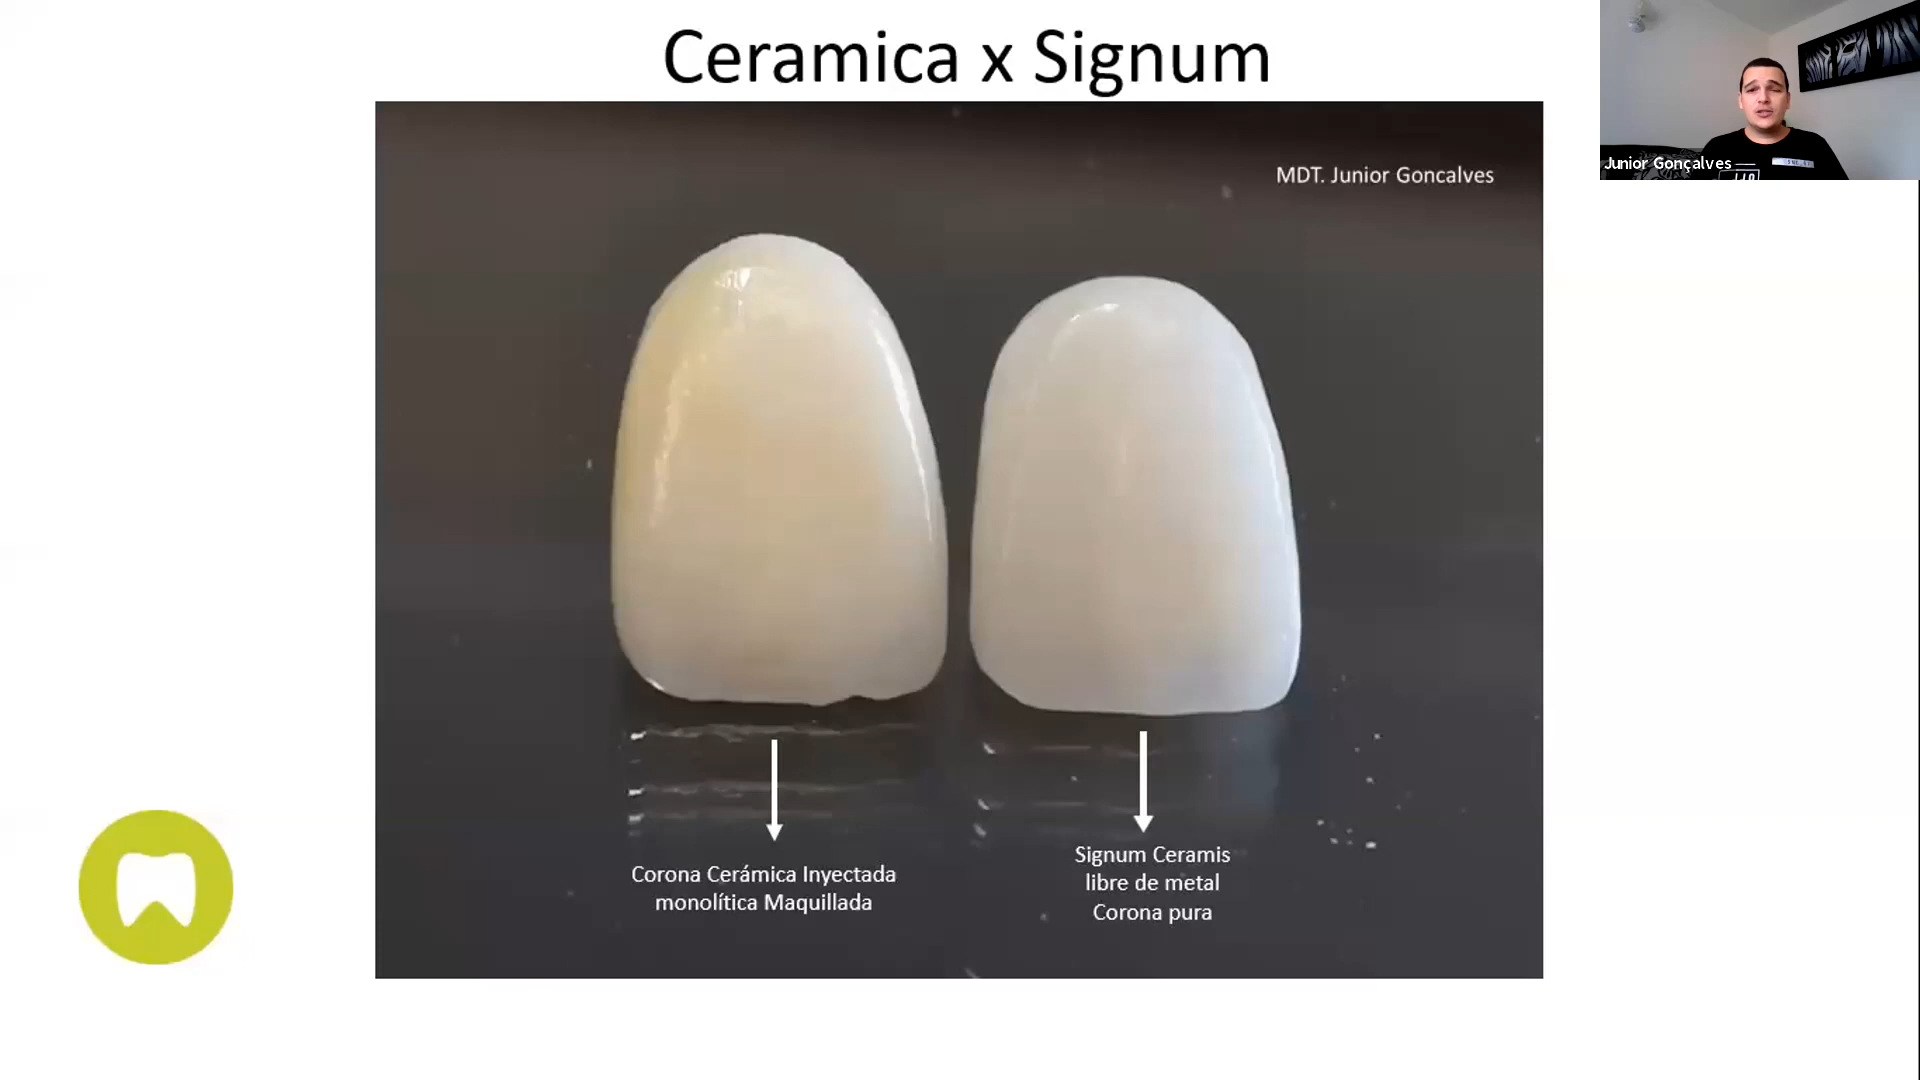 Ceramica x Signum
MDT. Junior Goncalves
Junior Gonçalves
Corona Cerámica Inyectada
monolítica Maquillada
Signum Ceramis
libre de metal
Corona pura